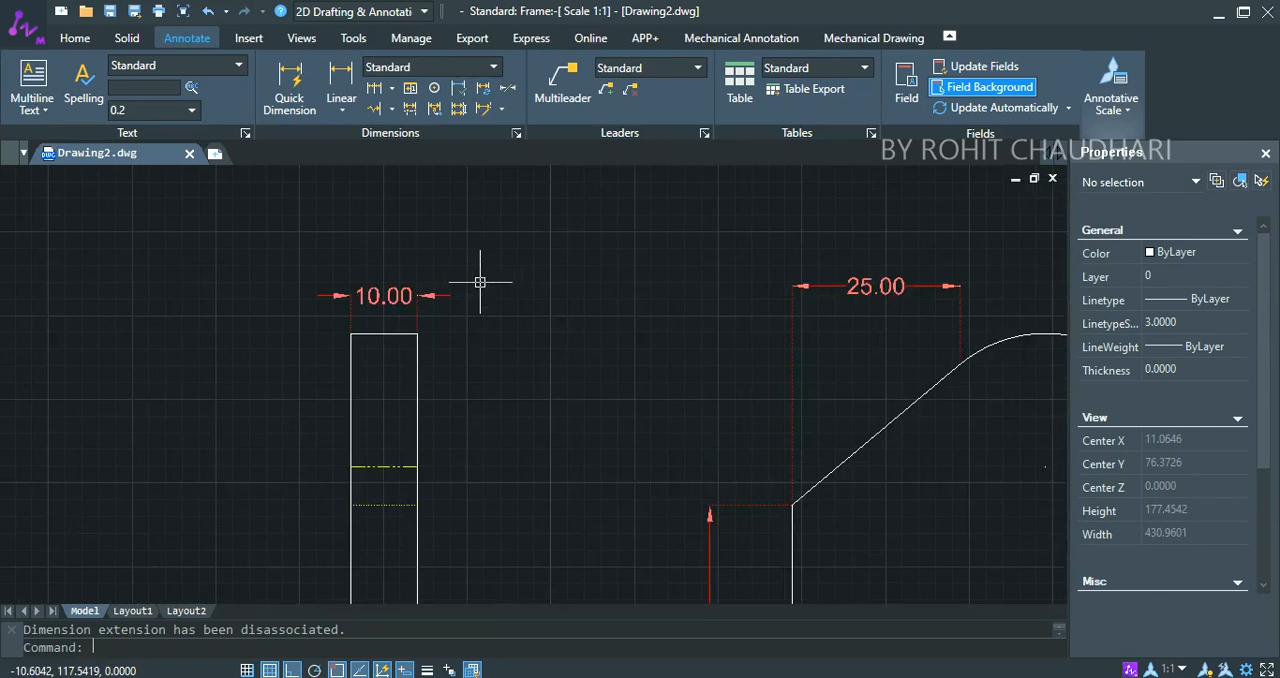 2D Drafting & Annotati
- Standard: Frame-[ Scale 1:1] - [Drawing2.dwg]
Home Solid Annotate Insert Views Tools Manage Export Express Online APP+ Mechanical Annotation Mechanical Drawing
Standard
0.2
Multiline Text
Spelling
Quick Dimension
Linear
Standard
Multileader
Standard
Table
Standard
Table Export
Field
Update Fields
Field Background
Update Automatically
Annotative Scale
Text Dimensions Leaders Tables Fields
Drawing2.dwg
BY ROHIT CHAUDHARI
Properties
No selection
General
Color ByLayer
Layer 0
Linetype ByLayer
LinetypeS... 3.0000
LineWeight ByLayer
Thickness 0.0000
View
Center X 11.0646
Center Y 76.3726
Center Z 0.0000
Height 177.4542
Width 430.9601
Misc
10.00
25.00
Model Layout1 Layout2
Dimension extension has been disassociated.
Command:
-10.6042, 117.5419, 0.0000
1:1